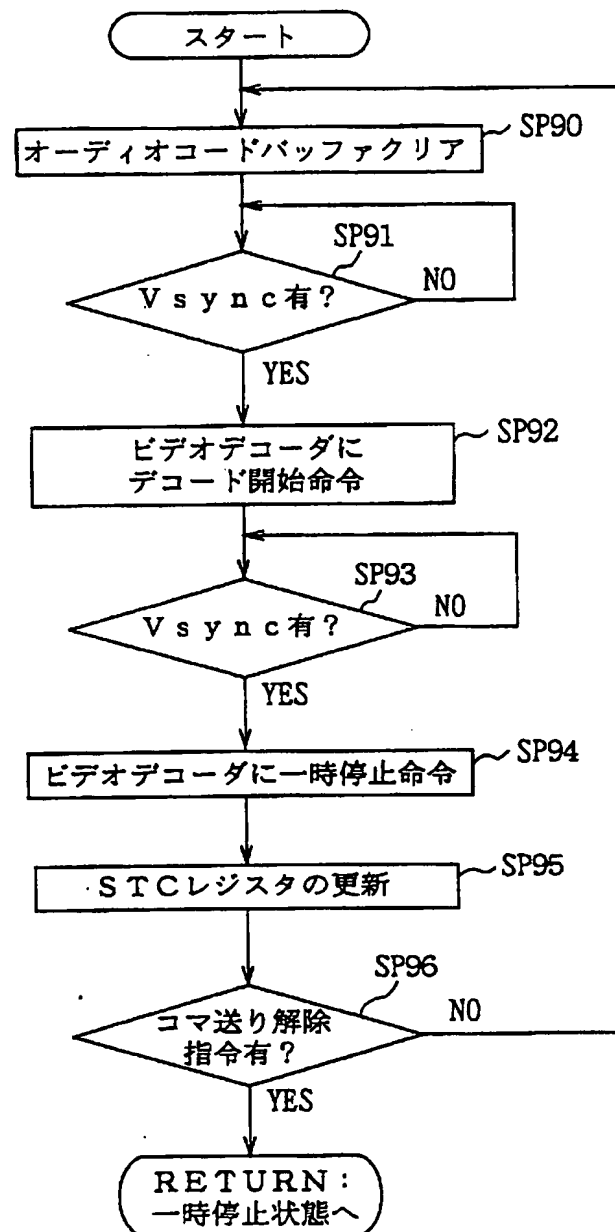 スタート
SP90
オーディオコードバッファクリア
SP91
Vsync有?
NO
YES
SP92
ビデオデコーダに
デコード開始命令
SP93
Vsync有?
NO
YES
SP94
ビデオデコーダに一時停止命令
SP95
STCレジスタの更新
SP96
コマ送り解除
指令有?
NO
YES
RETURN:
一時停止状態へ